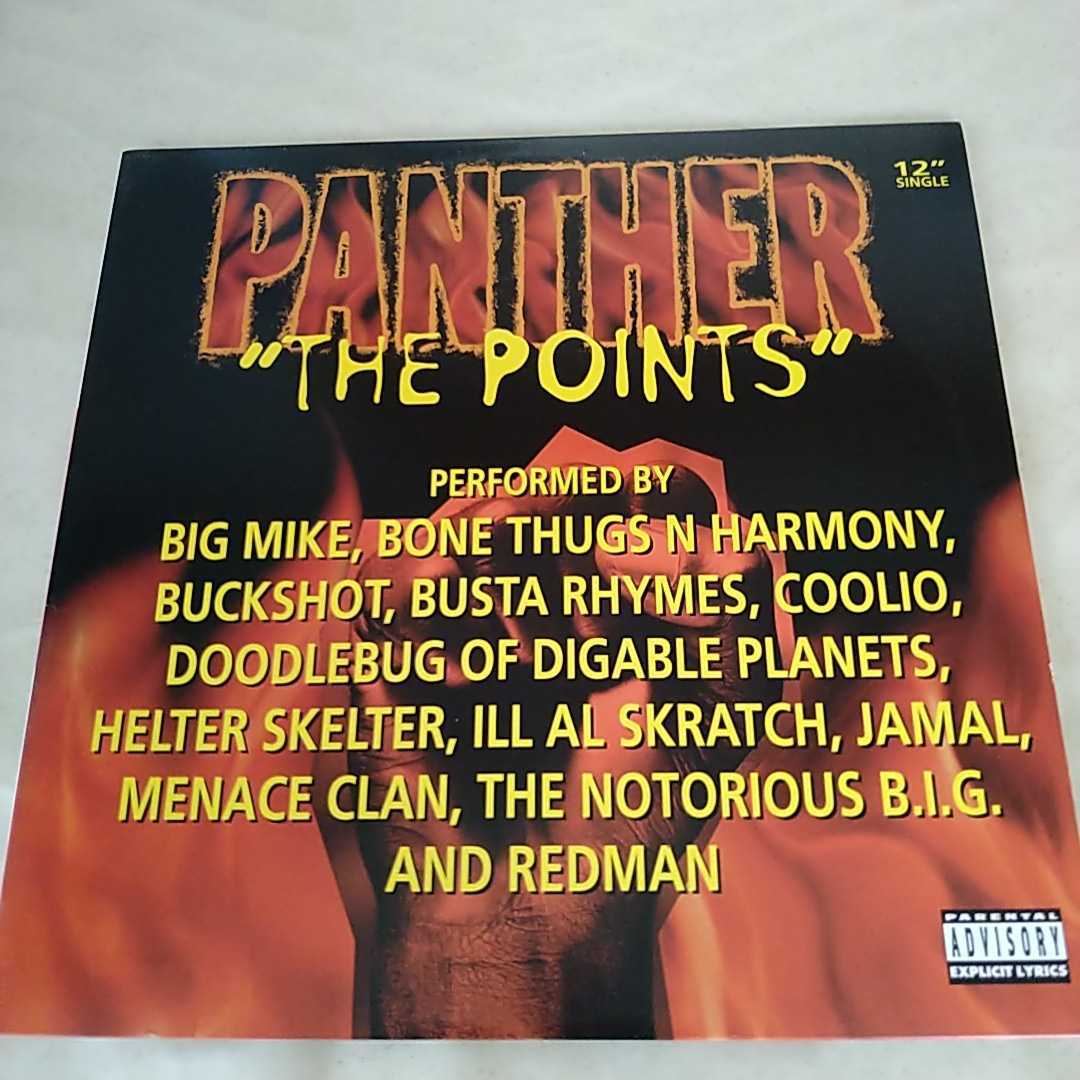 PANTHER
12"
SINGLE
"THE POINTS"
PERFORMED BY
BIG MIKE, BONE THUGS N HARMONY,
BUCKSHOT, BUSTA RHYMES, COOLIO,
DOODLEBUG OF DIGABLE PLANETS,
HELTER SKELTER, ILL AL SKRATCH, JAMAL,
MENACE CLAN, THE NOTORIOUS B.I.G.
AND REDMAN
PARENTAL
ADVISORY
EXPLICIT LYRICS